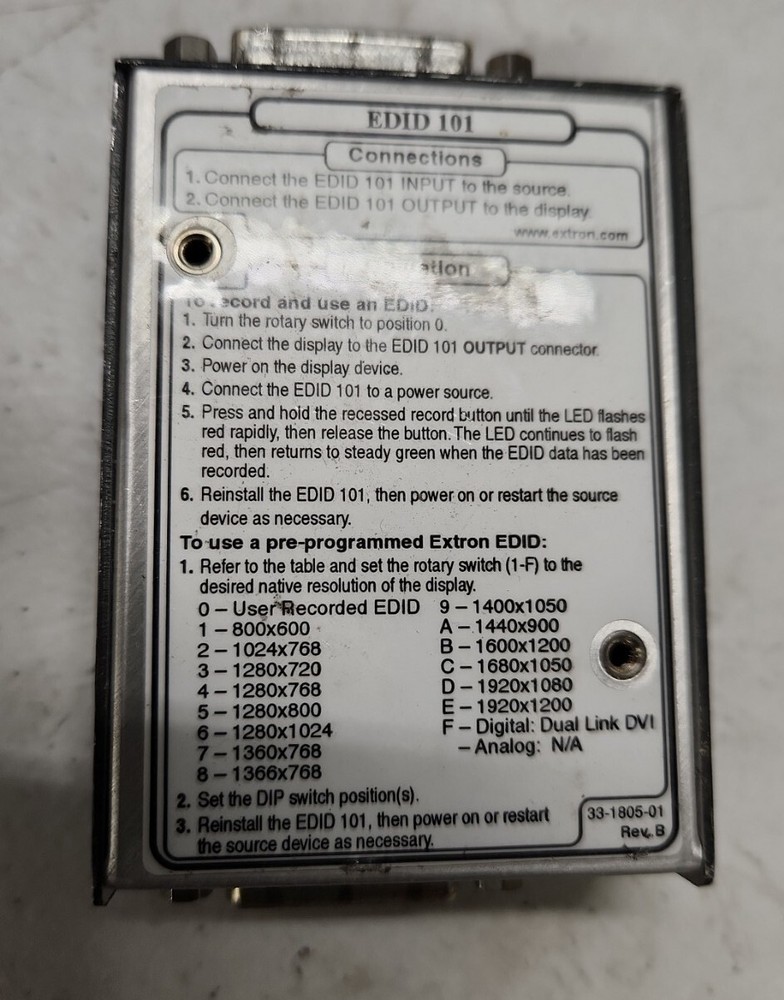 EDID 101
Connections
1. Connect the EDID 101 INPUT to the source.
2. Connect the EDID 101 OUTPUT to the display.
www.extron.com
ation
To record and use an EDID:
1. Turn the rotary switch to position 0.
2. Connect the display to the EDID 101 OUTPUT connector.
3. Power on the display device.
4. Connect the EDID 101 to a power source.
5. Press and hold the recessed record button until the LED flashes
red rapidly, then release the button. The LED continues to flash
red, then returns to steady green when the EDID data has been
recorded.
6. Reinstall the EDID 101, then power on or restart the source
device as necessary.
To use a pre-programmed Extron EDID:
1. Refer to the table and set the rotary switch (1-F) to the
desired native resolution of the display.
0 – User Recorded EDID
1 – 800x600
2 – 1024x768
3 – 1280x720
4 – 1280x768
5 – 1280x800
6 – 1280x1024
7 – 1360x768
8 – 1366x768
9 – 1400x1050
A – 1440x900
B – 1600x1200
C – 1680x1050
D – 1920x1080
E – 1920x1200
F – Digital: Dual Link DVI
– Analog: N/A
2. Set the DIP switch position(s).
3. Reinstall the EDID 101, then power on or restart
the source device as necessary.
33-1805-01
Rev. B